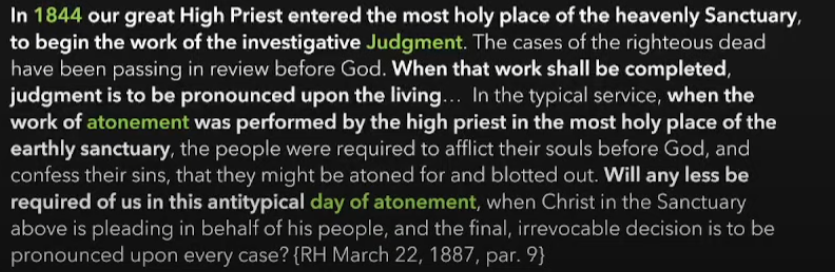 In 1844 our great High Priest entered the most holy place of the heavenly Sanctuary,
to begin the work of the investigative Judgment. The cases of the righteous dead
have been passing in review before God. When that work shall be completed,
judgment is to be pronounced upon the living... In the typical service, when the
work of atonement was performed by the high priest in the most holy place of the
earthly sanctuary, the people were required to afflict their souls before God, and
confess their sins, that they might be atoned for and blotted out. Will any less be
required of us in this antitypical day of atonement, when Christ in the Sanctuary
above is pleading in behalf of his people, and the final, irrevocable decision is to be
pronounced upon every case? {RH March 22, 1887, par. 9}